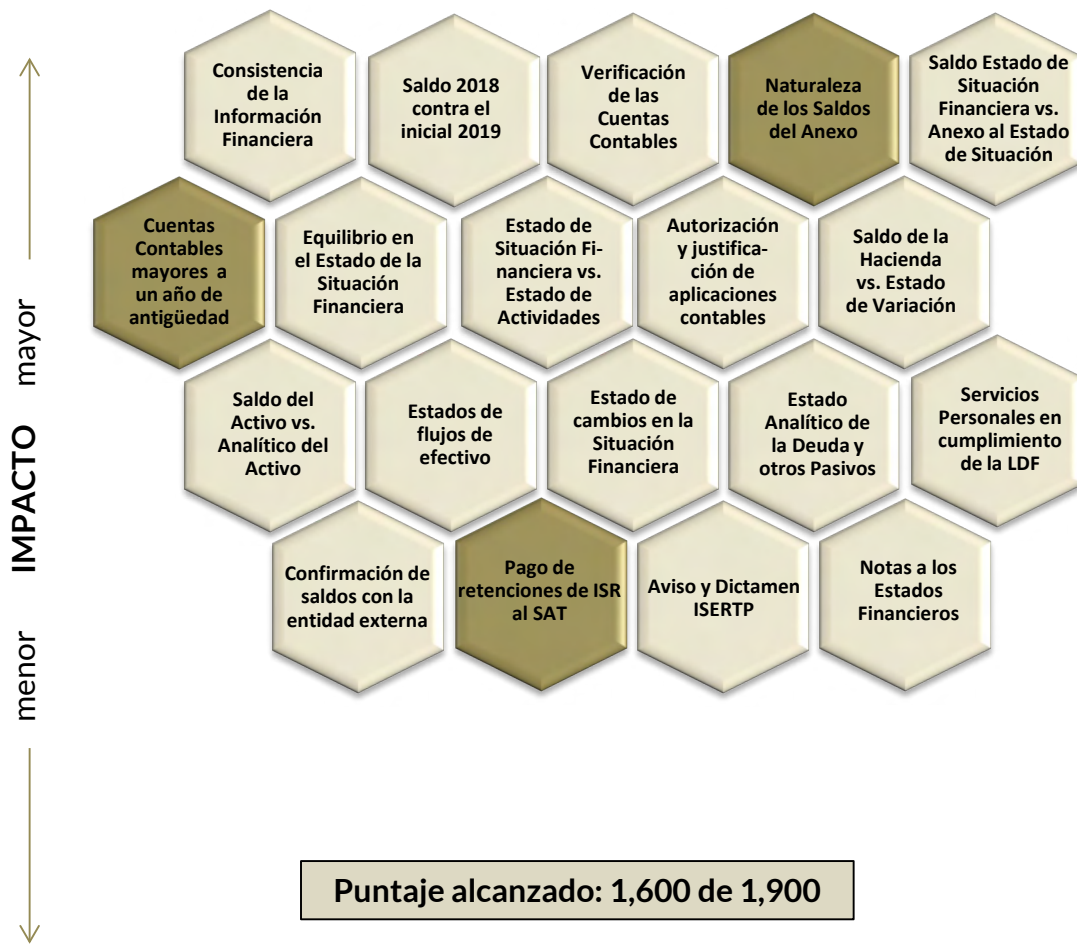 Consistencia
de la
Información
Financiera
Saldo 2018
contra el
inicial 2019
Verificación
de las
Cuentas
Contables
Naturaleza
de los Saldos
del Anexo
Saldo Estado de
Situación
Financiera vs.
Anexo al Estado
de Situación
Cuentas
Contables
mayores a
un año de
antigüedad
Equilibrio en
el Estado de la
Situación
Financiera
Estado de
Situación Fi-
nanciera vs.
Estado de
Actividades
Autorización
y justifica-
ción de
aplicaciones
contables
Saldo de la
Hacienda
vs. Estado
de Variación
Saldo del
Activo vs.
Analítico del
Activo
Estados de
flujos de
efectivo
Estado de
cambios en la
Situación
Financiera
Estado
Analítico de
la Deuda y
otros Pasivos
Servicios
Personales en
cumplimiento
de la LDF
Confirmación de
saldos con la
entidad externa
Pago de
retenciones de ISR
al SAT
Aviso y Dictamen
ISERTP
Notas a los
Estados
Financieros
menor IMPACTO mayor
Puntaje alcanzado: 1,600 de 1,900